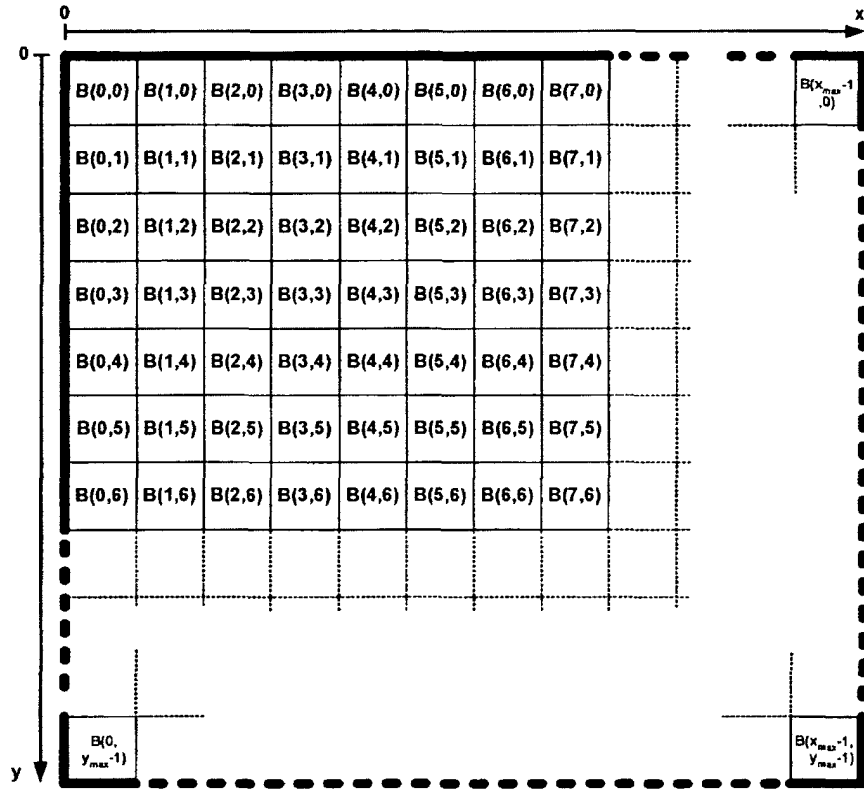 0
x
0
B(0,0) B(1,0) B(2,0) B(3,0) B(4,0) B(5,0) B(6,0) B(7,0) B(xmax-1
,0)
B(0,1) B(1,1) B(2,1) B(3,1) B(4,1) B(5,1) B(6,1) B(7,1)
B(0,2) B(1,2) B(2,2) B(3,2) B(4,2) B(5,2) B(6,2) B(7,2)
B(0,3) B(1,3) B(2,3) B(3,3) B(4,3) B(5,3) B(6,3) B(7,3)
B(0,4) B(1,4) B(2,4) B(3,4) B(4,4) B(5,4) B(6,4) B(7,4)
B(0,5) B(1,5) B(2,5) B(3,5) B(4,5) B(5,5) B(6,5) B(7,5)
B(0,6) B(1,6) B(2,6) B(3,6) B(4,6) B(5,6) B(6,6) B(7,6)
B(0,
ymax-1)
B(xmax-1,
ymax-1)
y